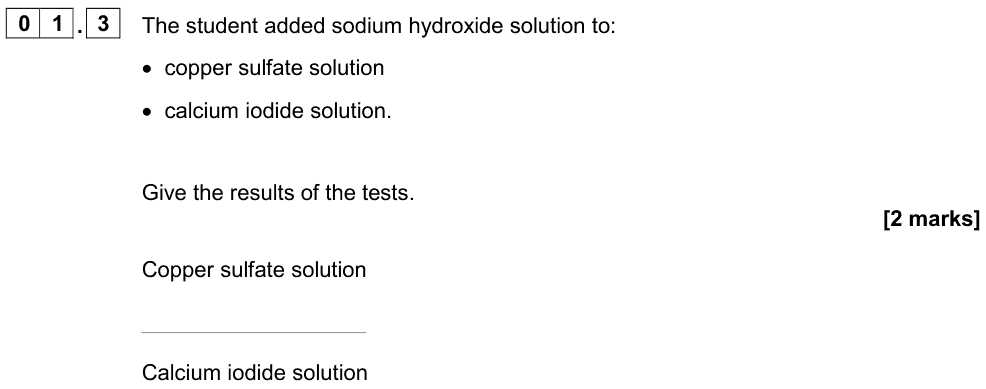 0 1 . 3 The student added sodium hydroxide solution to:
• copper sulfate solution
• calcium iodide solution.
Give the results of the tests.
[2 marks]
Copper sulfate solution
Calcium iodide solution